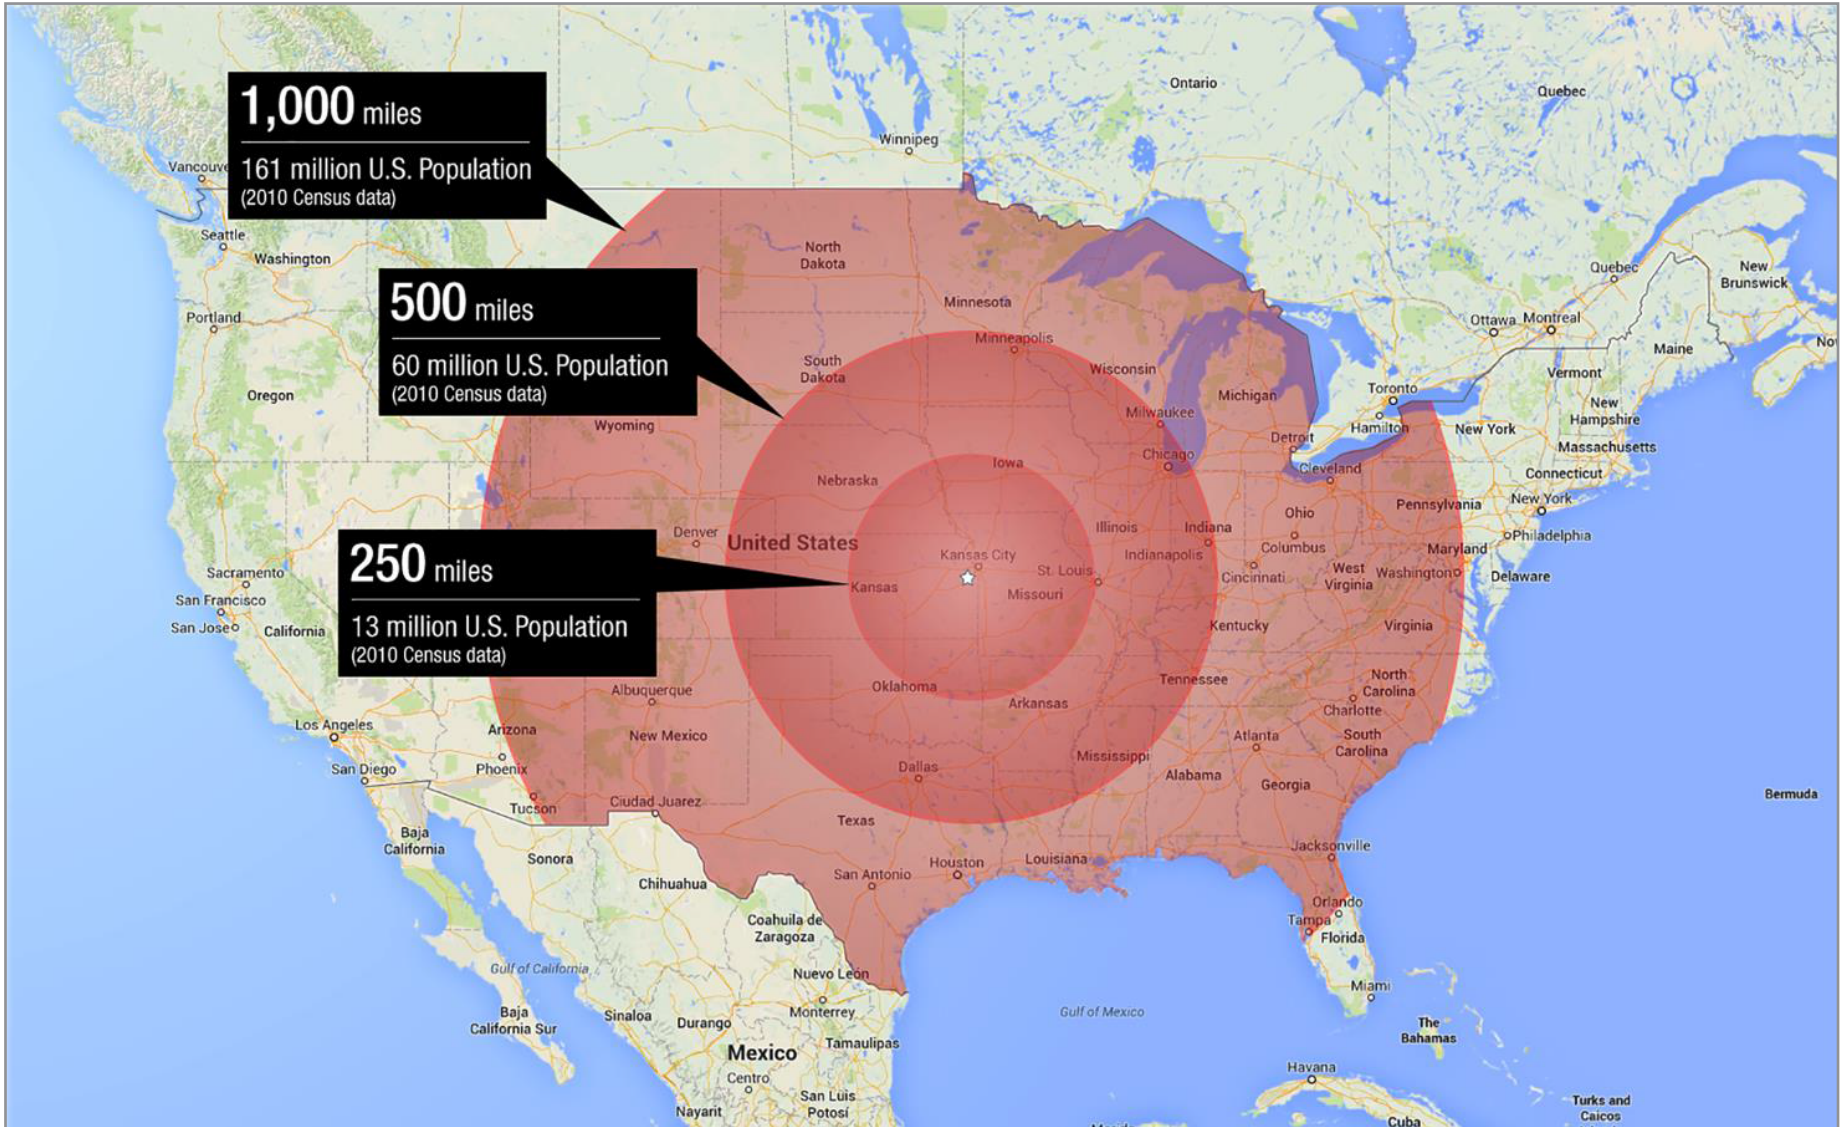 1,000 miles
161 million U.S. Population
(2010 Census data)
500 miles
60 million U.S. Population
(2010 Census data)
250 miles
13 million U.S. Population
(2010 Census data)
Ontario
Quebec
Winnipeg
Vancouve
Seattle
Washington
North
Dakota
Quebec
New
Brunswick
Minnesota
Portland
Ottawa
Montreal
Minneapolis
Maine
South
Dakota
Wisconsin
Vermont
Oregon
Michigan
Toronto
New
Hampshire
Milwaukee
Wyoming
Hamilton
New York
Detroit
Massachusetts
Chicago
Iowa
Cleveland
Connecticut
Nebraska
Pennsylvania
New York
Ohio
Denver
Illinois
Indiana
Philadelphia
United States
Kansas City
Indianapolis
Columbus
Maryland
Sacramento
St. Louis
Cincinnati
West
Virginia
Washington
Delaware
Kansas
Missouri
San Francisco
San Jose
California
Kentucky
Virginia
Tennessee
North
Carolina
Oklahoma
Albuquerque
Arkansas
Charlotte
Los Angeles
Arizona
New Mexico
Atlanta
South
Carolina
Mississippi
San Diego
Phoenix
Dallas
Alabama
Georgia
Bermuda
Tucson
Ciudad Juarez
Texas
Baja
California
Jacksonville
Sonora
Houston
Louisiana
San Antonio
Chihuahua
Orlando
Tampa
Coahuila de
Zaragoza
Florida
Gulf of California
Nuevo León
Miami
Baja
California Sur
Sinaloa
Durango
Monterrey
Gulf of Mexico
The
Bahamas
Tamaulipas
Mexico
Centro
Havana
San Luis
Potosí
Nayarit
Turks and
Caicos
Cuba